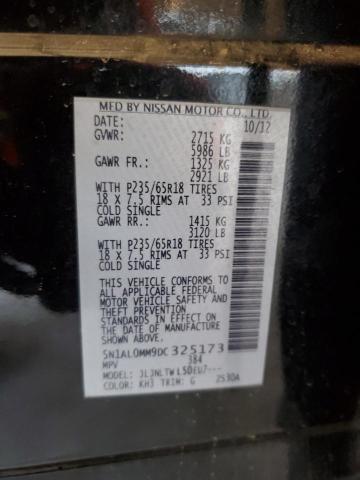 MFD BY NISSAN MOTOR CO., LTD.
DATE: 10/12
GVWR: 2715 KG
5986 LB
GAWR FR.: 1325 KG
2921 LB
WITH P235/65R18 TIRES
18 X 7.5 RIMS AT 33 PSI
COLD SINGLE
GAWR RR.: 1415 KG
3120 LB
WITH P235/65R18 TIRES
18 X 7.5 RIMS AT 33 PSI
COLD SINGLE
THIS VEHICLE CONFORMS TO
ALL APPLICABLE FEDERAL
MOTOR VEHICLE SAFETY
AND THEFT PREVENTION
STANDARDS IN EFFECT ON
THE DATE OF MANUFACTURE
SHOWN ABOVE.
5N1AL0MM9DC 325173
MPV 384
MODEL:
COLOR: KH3 TRIM: G 2530A